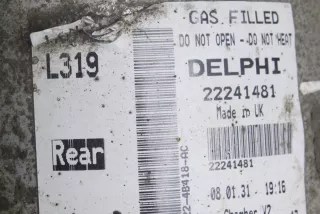 GAS FILLED
DO NOT OPEN - DO NOT HEAT
L319
DELPHI
22241481
Made in UK
Rear
22241481
08.01.31 - 19:16